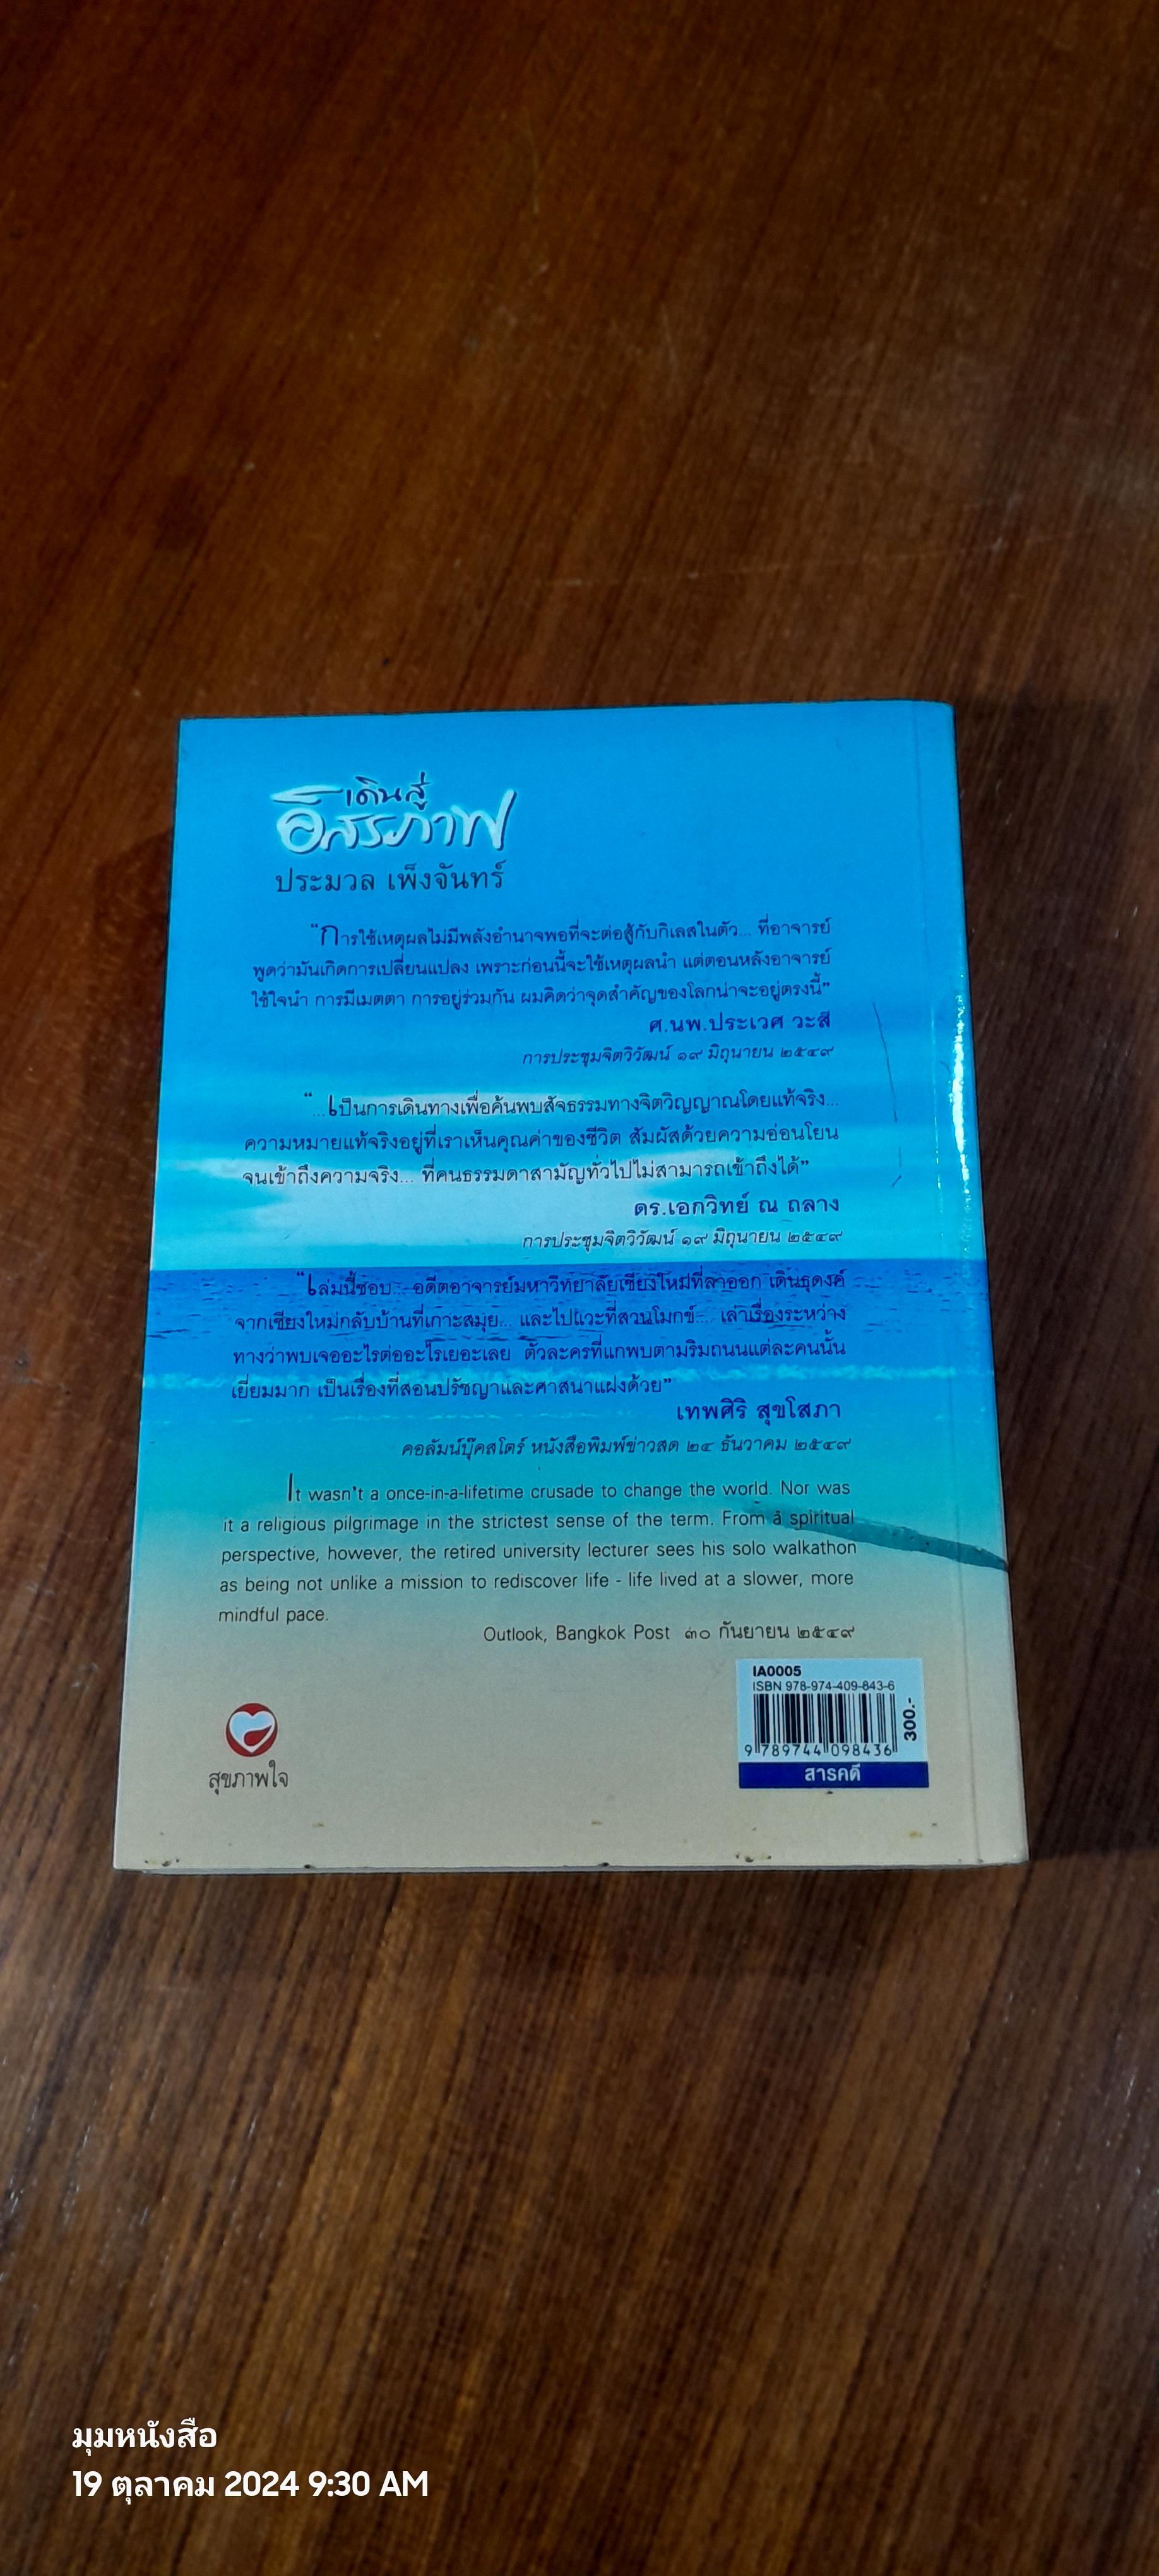 เดินสู่
อิสรภาพ
ประมวล เพ็งจันทร์
"การใช้เหตุผลไม่มีพลังอำนาจพอที่จะต่อสู้กับกิเลสในตัว... ที่อาจารย์
พูดว่ามันเกิดการเปลี่ยนแปลง เพราะก่อนนี้จะใช้เหตุผลนำ แต่ตอนหลังอาจารย์
ใช้ใจนำ การมีเมตตา การอยู่ร่วมกัน ผมคิดว่าจุดสำคัญของโลกน่าจะอยู่ตรงนี้"
ศ.นพ.ประเวศ วะสี
การประชุมจิตวิวัฒน์ ๑๙ มิถุนายน ๒๕๔๙
"...เป็นการเดินทางเพื่อค้นพบสัจธรรมทางจิตวิญญาณโดยแท้จริง...
ความหมายแท้จริงอยู่ที่เราเห็นคุณค่าของชีวิต สัมผัสด้วยความอ่อนโยน
จนเข้าถึงความจริง... ที่คนธรรมดาสามัญทั่วไปไม่สามารถเข้าถึงได้"
ดร.เอกวิทย์ ณ ถลาง
การประชุมจิตวิวัฒน์ ๑๙ มิถุนายน ๒๕๔๙
"เล่มนี้ชอบ... อดีตอาจารย์มหาวิทยาลัยเชียงใหม่ที่ลาออก เดินธุดงค์
จากเชียงใหม่กลับบ้านที่เกาะสมุย... และไปแวะที่สวนโมกข์... เล่าเรื่องระหว่าง
ทางว่าพบเจออะไรต่ออะไรเยอะเลย ตัวละครที่แกพบตามริมถนนแต่ละคนนั้น
เยี่ยมมาก เป็นเรื่องที่สอนปรัชญาและศาสนาแฝงด้วย"
เทพศิริ สุขโสภา
คอลัมน์บุ๊คสโตร์ หนังสือพิมพ์ข่าวสด ๒๔ ธันวาคม ๒๕๔๙
It wasn't a once-in-a-lifetime crusade to change the world. Nor was
it a religious pilgrimage in the strictest sense of the term. From a spiritual
perspective, however, the retired university lecturer sees his solo walkathon
as being not unlike a mission to rediscover life - life lived at a slower, more
mindful pace.
Outlook, Bangkok Post ๓๐ กันยายน ๒๕๔๙
IA0005
ISBN 978-974-409-843-6
9 789744 098436
300.-
สารคดี
สุขภาพใจ
มุมหนังสือ
19 ตุลาคม 2024 9:30 AM